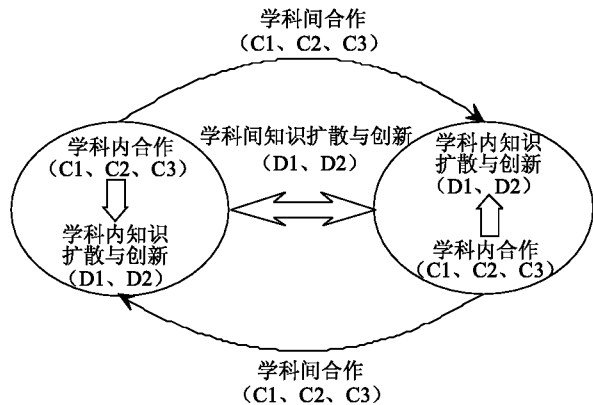 学科间合作
（C1、C2、C3）
学科内合作
（C1、C2、C3）
学科内知识
扩散与创新
（D1、D2）
学科间知识扩散与创新
（D1、D2）
学科内知识
扩散与创新
（D1、D2）
学科内合作
（C1、C2、C3）
学科间合作
（C1、C2、C3）